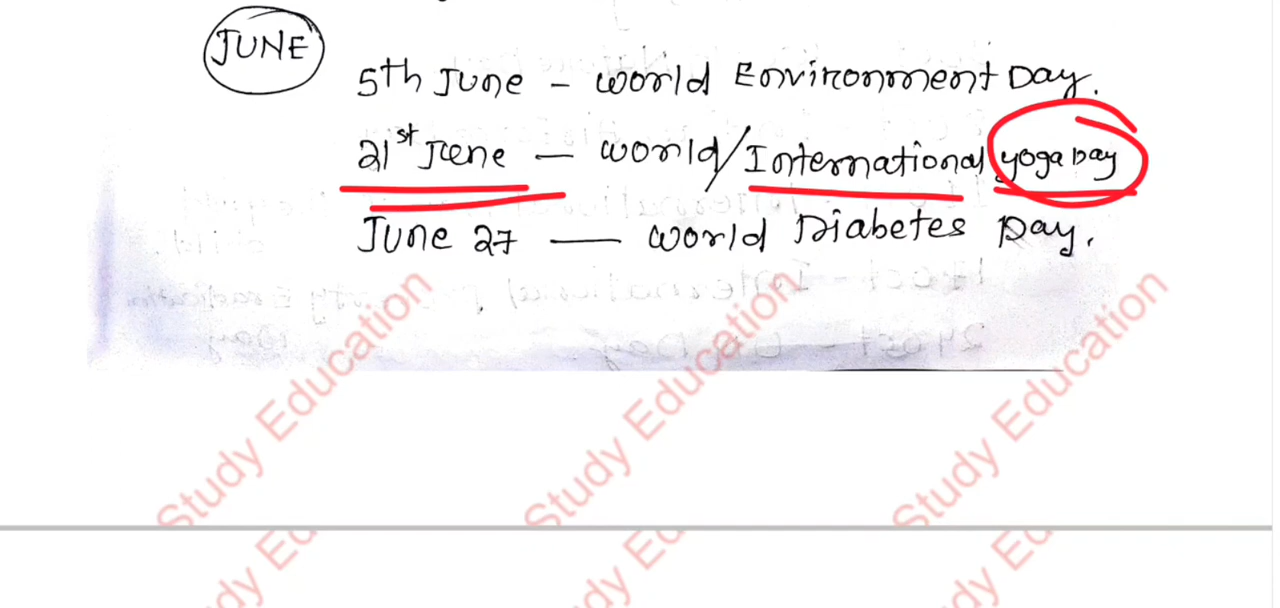 JUNE
5th June - World Environment Day.
21st June - World/International yoga Day
June 27 - World Diabetes Day.
Study Education Study Education Study Education